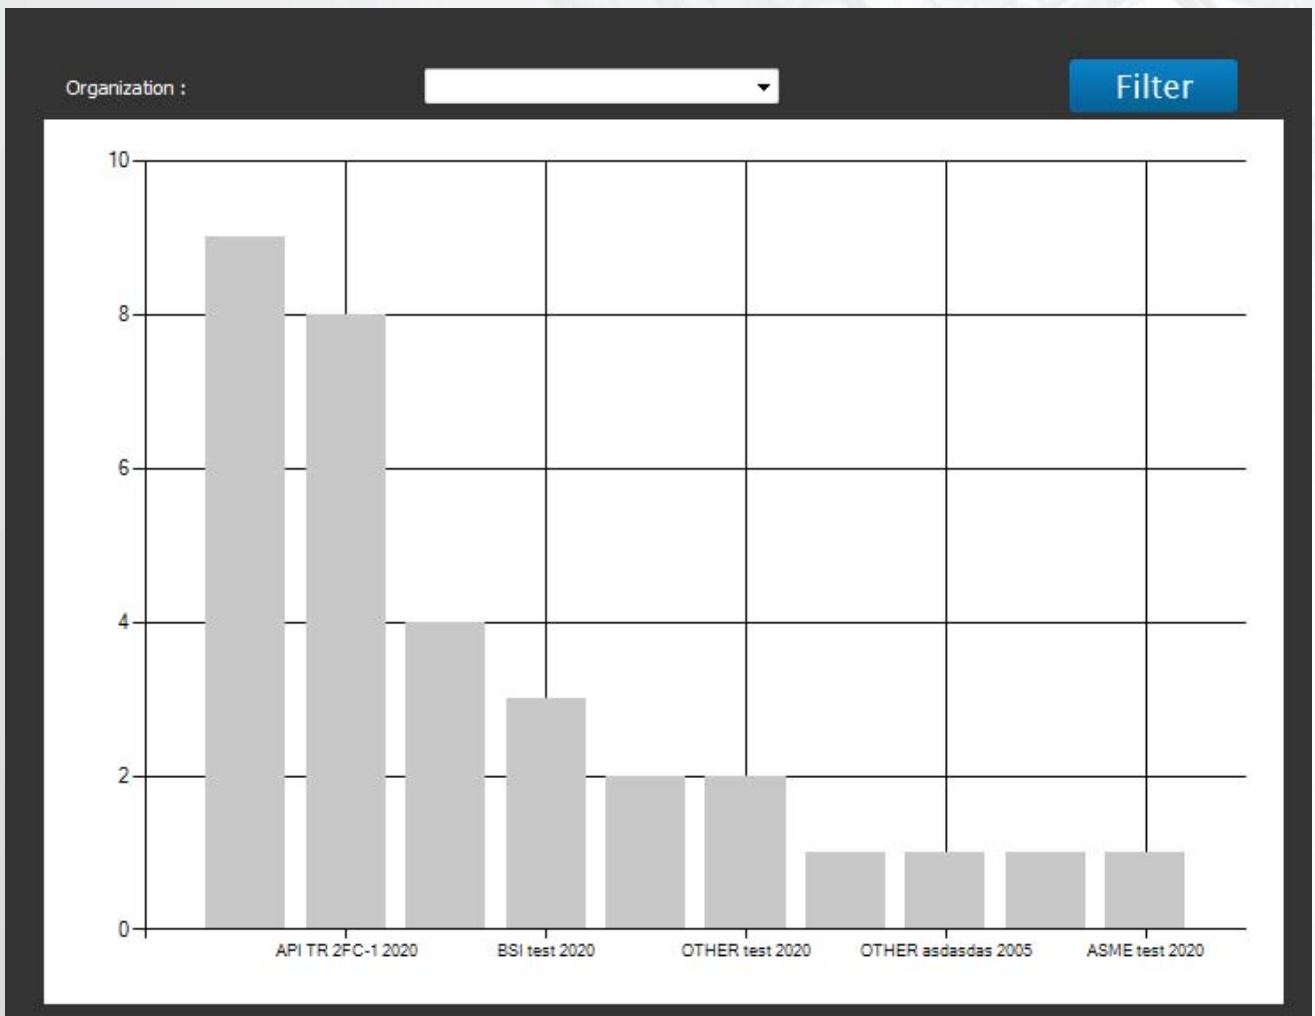 Organization :
Filter
10
8
6
4
2
0
API TR 2FC-1 2020
BSI test 2020
OTHER test 2020
OTHER asdasdas 2005
ASME test 2020